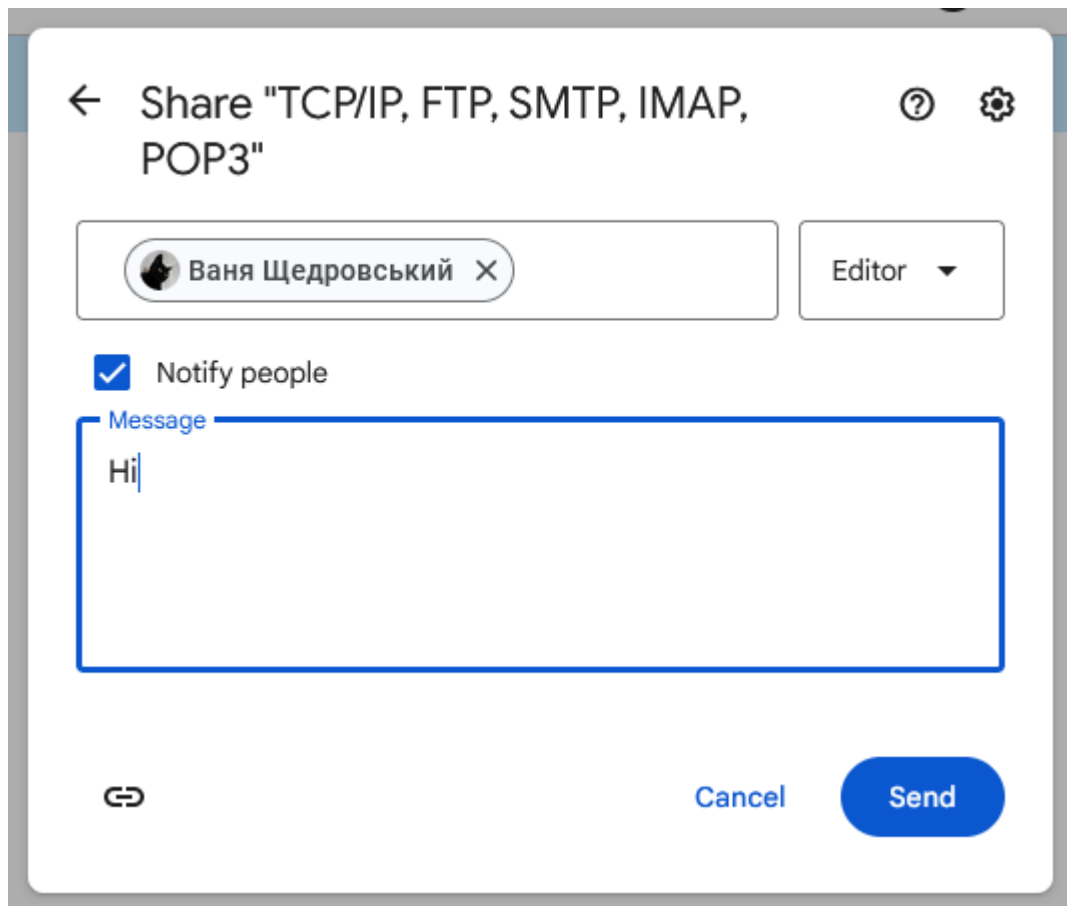 Share "TCP/IP, FTP, SMTP, IMAP,
POP3"
Ваня Щедровський
Editor
Notify people
Message
Hi
Cancel
Send